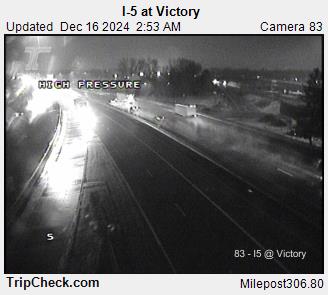 I-5 at Victory
Updated  Dec 16 2024  2:53 AM
Camera 83
HIGH PRESSURE
S
83 - I5 @ Victory
TripCheck.com
Milepost306.80